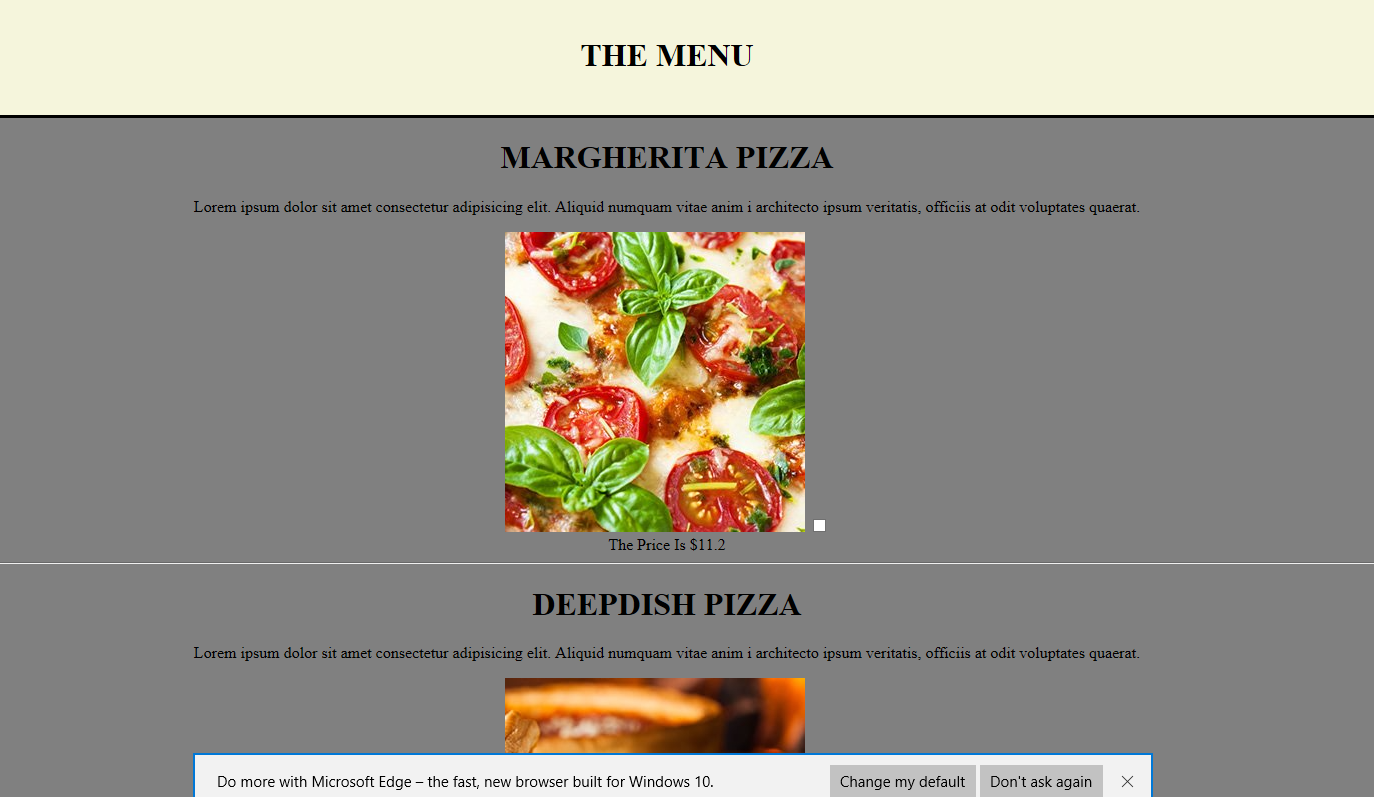 THE MENU
MARGHERITA PIZZA
Lorem ipsum dolor sit amet consectetur adipisicing elit. Aliquid numquam vitae anim i architecto ipsum veritatis, officiis at odit voluptates quaerat.
The Price Is $11.2
DEEPDISH PIZZA
Lorem ipsum dolor sit amet consectetur adipisicing elit. Aliquid numquam vitae anim i architecto ipsum veritatis, officiis at odit voluptates quaerat.
Do more with Microsoft Edge – the fast, new browser built for Windows 10. Change my default Don't ask again